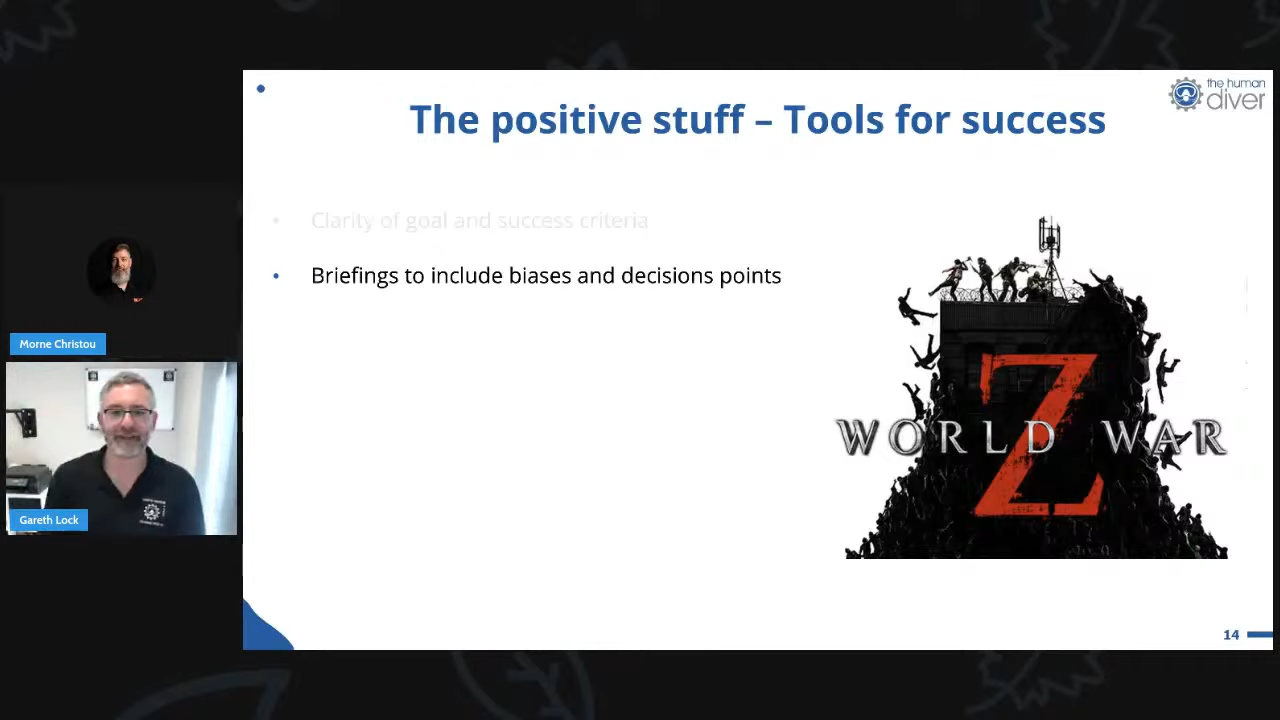 the human
diver
The positive stuff – Tools for success
• Clarity of goal and success criteria
• Briefings to include biases and decisions points
WORLD WAR
Z
Morne Christou
Gareth Lock
14